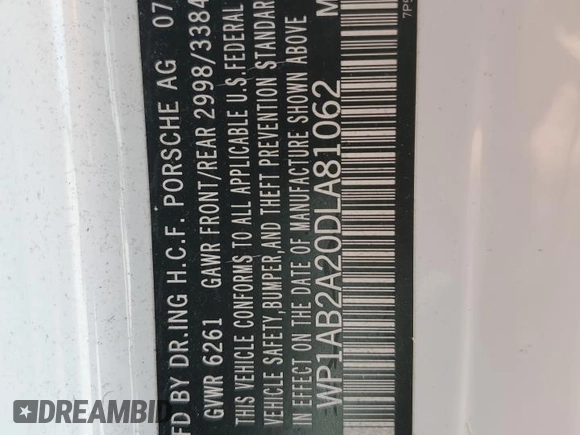 FD BY DR.ING H.C.F. PORSCHE AG 07
GVWR 6261 GAWR FRONT/REAR 2998/3384
THIS VEHICLE CONFORMS TO ALL APPLICABLE U.S. FEDERAL
VEHICLE SAFETY, BUMPER, AND THEFT PREVENTION STANDAR
IN EFFECT ON THE DATE OF MANUFACTURE SHOWN ABOVE
WP1AB2A20DLA81062
M
7P5
DREAMBID